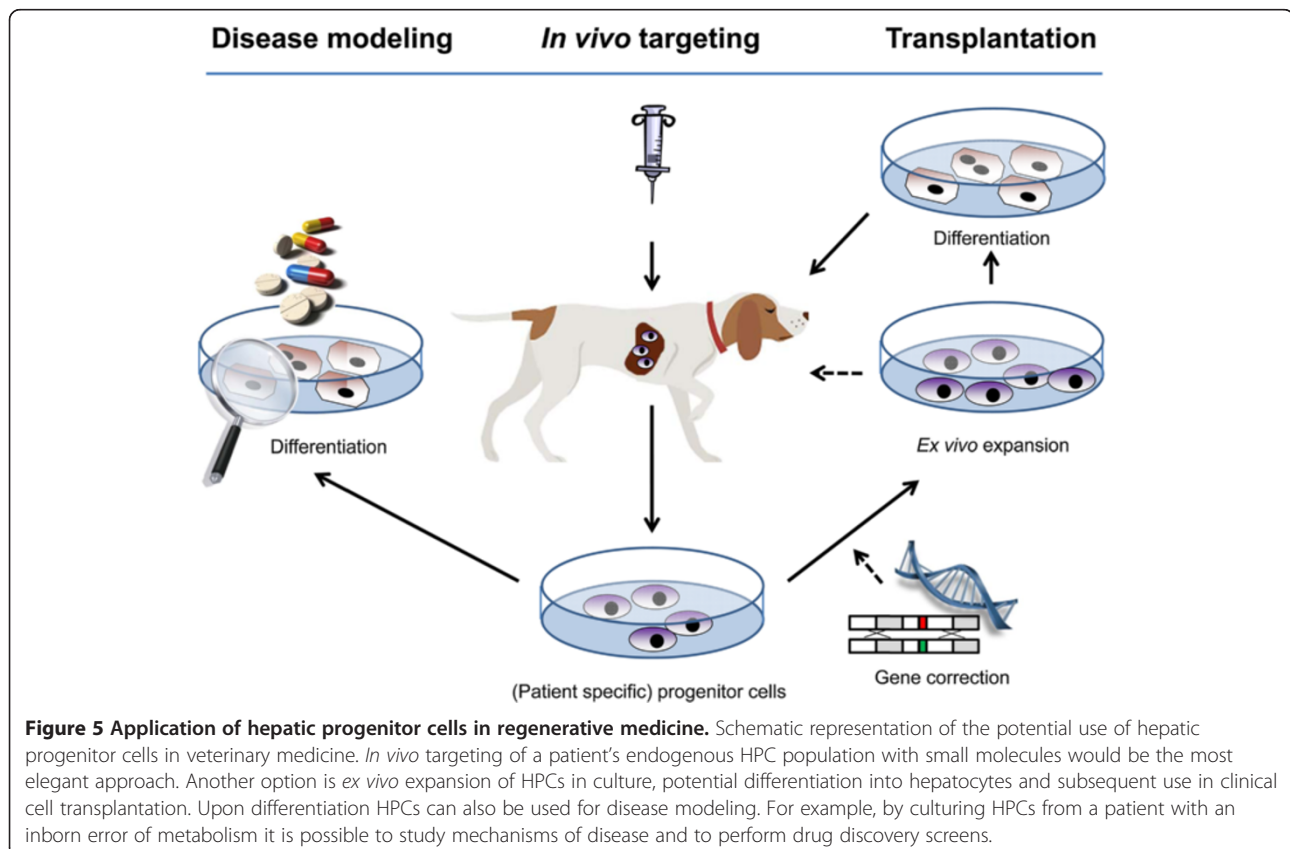 Disease modeling
In vivo targeting
Transplantation
Differentiation
Differentiation
Ex vivo expansion
(Patient specific) progenitor cells
Gene correction
Figure 5 Application of hepatic progenitor cells in regenerative medicine. Schematic representation of the potential use of hepatic
progenitor cells in veterinary medicine. In vivo targeting of a patient's endogenous HPC population with small molecules would be the most
elegant approach. Another option is ex vivo expansion of HPCs in culture, potential differentiation into hepatocytes and subsequent use in clinical
cell transplantation. Upon differentiation HPCs can also be used for disease modeling. For example, by culturing HPCs from a patient with an
inborn error of metabolism it is possible to study mechanisms of disease and to perform drug discovery screens.